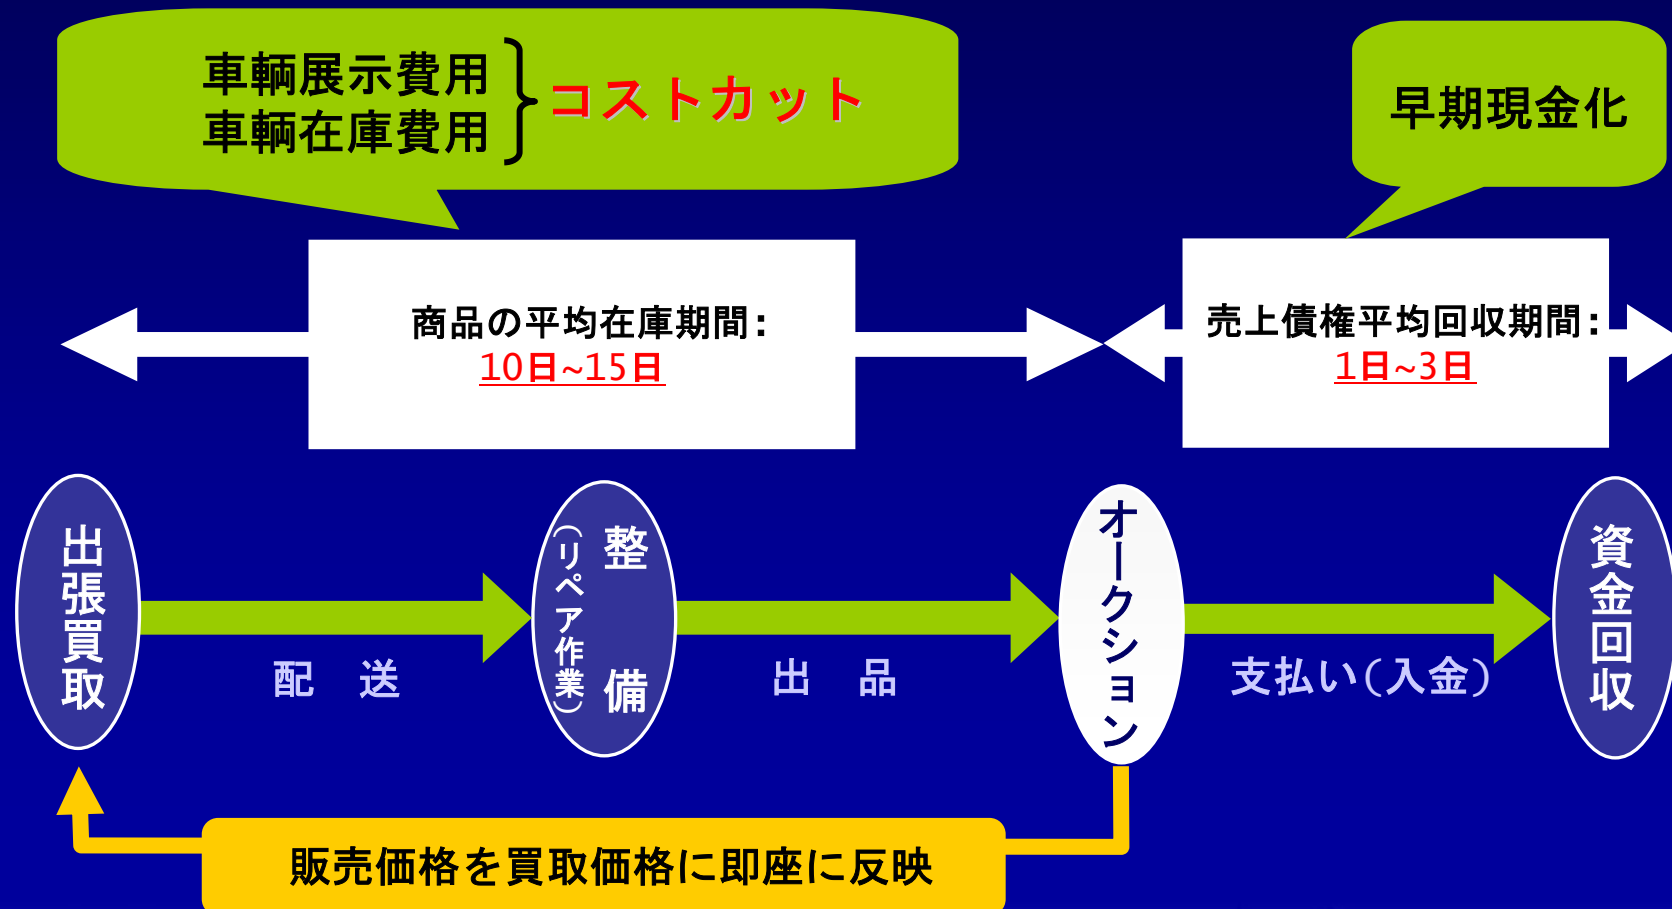 車輌展示費用
車輌在庫費用
コストカット
早期現金化
商品の平均在庫期間:
10日~15日
売上債権平均回収期間:
1日~3日
出張買取
配 送
整 備
(リペア作業)
出 品
オークション
支払い(入金)
資金回収
販売価格を買取価格に即座に反映